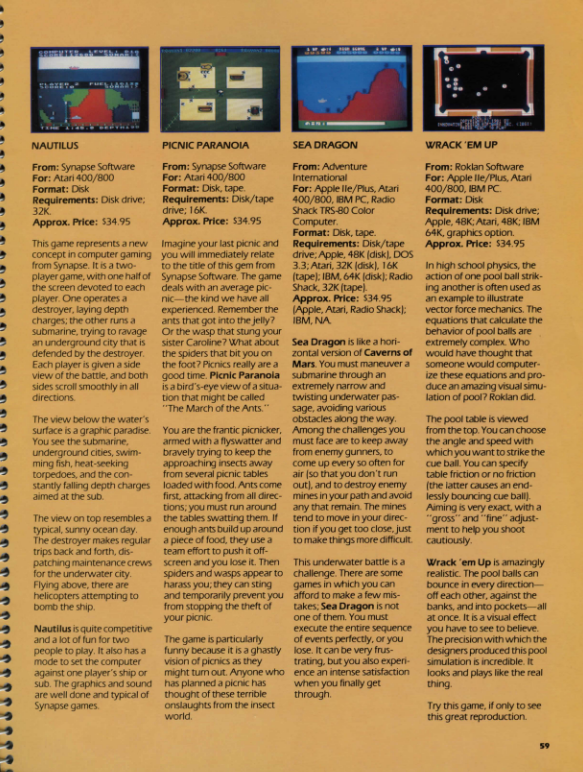 NAUTILUS
From: Synapse Software
For: Atari 400/800
Format: Disk
Requirements: Disk drive;
32K.
Approx. Price: $34.95
This game represents a new
concept in computer gaming
from Synapse. It is a two-
player game, with one half of
the screen devoted to each
player. One operates a
destroyer, laying depth
charges; the other runs a
submarine, trying to ravage
an underground city that is
defended by the destroyer.
Each player is given a side
view of the battle, and both
sides scroll smoothly in all
directions.
The view below the water's
surface is a graphic paradise.
You see the submarine,
underground cities, swim-
ming fish, heat-seeking
torpedoes, and the con-
stantly falling depth charges
aimed at the sub.
The view on top resembles a
typical, sunny ocean day.
The destroyer makes regular
trips back and forth, dis-
patching maintenance crews
for the underwater city.
Flying above, there are
helicopters attempting to
bomb the ship.
Nautilus is quite competitive
and a lot of fun for two
people to play. It also has a
mode to set the computer
against one player's ship or
sub. The graphics and sound
are well done and typical of
Synapse games.
PICNIC PARANOIA
From: Synapse Software
For: Atari 400/800
Format: Disk, tape.
Requirements: Disk/tape
drive; 16K.
Approx. Price: $34.95
Imagine your last picnic and
you will immediately relate
to the title of this gem from
Synapse Software. The game
deals with an average pic-
nic—the kind we have all
experienced. Remember the
ants that got into the jelly?
Or the wasp that stung your
sister Caroline? What about
the spiders that bit you on
the foot? Picnics really are a
good time. Picnic Paranoia
is a bird's-eye view of a situa-
tion that might be called
"The March of the Ants."
You are the frantic picnicker,
armed with a flyswatter and
bravely trying to keep the
approaching insects away
from several picnic tables
loaded with food. Ants come
first, attacking from all direc-
tions; you must run around
the tables swatting them. If
enough ants build up around
a piece of food, they use a
team effort to push it off-
screen and you lose it. Then
spiders and wasps appear to
harass you; they can sting
and temporarily prevent you
from stopping the theft of
your picnic.
The game is particularly
funny because it is a ghastly
vision of picnics as they
might turn out. Anyone who
has planned a picnic has
thought of these terrible
onslaughts from the insect
world.
SEA DRAGON
From: Adventure
International
For: Apple IIe/Plus, Atari
400/800, IBM PC, Radio
Shack TRS-80 Color
Computer.
Format: Disk, tape.
Requirements: Disk/tape
drive; Apple, 48K (disk), DOS
3.3; Atari, 32K (disk), 16K
(tape); IBM, 64K (disk); Radio
Shack, 32K (tape).
Approx. Price: $34.95
(Apple, Atari, Radio Shack);
IBM, NA.
Sea Dragon is like a hori-
zontal version of Caverns of
Mars. You must maneuver a
submarine through an
extremely narrow and
twisting underwater pas-
sage, avoiding various
obstacles along the way.
Among the challenges you
must face are to keep away
from enemy gunners, to
come up every so often for
air (so that you don't run
out), and to destroy enemy
mines in your path and avoid
any that remain. The mines
tend to move in your direc-
tion if you get too close, just
to make things more difficult.
This underwater battle is a
challenge. There are some
games in which you can
afford to make a few mis-
takes; Sea Dragon is not
one of them. You must
execute the entire sequence
of events perfectly, or you
lose. It can be very frus-
trating, but you also experi-
ence an intense satisfaction
when you finally get
through.
WRACK 'EM UP
From: Roklan Software
For: Apple IIe/Plus, Atari
400/800, IBM PC.
Format: Disk
Requirements: Disk drive;
Apple, 48K; Atari, 48K; IBM
64K, graphics option.
Approx. Price: $34.95
In high school physics, the
action of one pool ball strik-
ing another is often used as
an example to illustrate
vector force mechanics. The
equations that calculate the
behavior of pool balls are
extremely complex. Who
would have thought that
someone would computer-
ize these equations and pro-
duce an amazing visual simu-
lation of pool? Roklan did.
The pool table is viewed
from the top. You can choose
the angle and speed with
which you want to strike the
cue ball. You can specify
table friction or no friction
(the latter causes an end-
lessly bouncing cue ball).
Aiming is very exact, with a
"gross" and "fine" adjust-
ment to help you shoot
cautiously.
Wrack 'em Up is amazingly
realistic. The pool balls can
bounce in every direction—
off each other, against the
banks, and into pockets—all
at once. It is a visual effect
you have to see to believe.
The precision with which the
designers produced this pool
simulation is incredible. It
looks and plays like the real
thing.
Try this game, if only to see
this great reproduction.
59